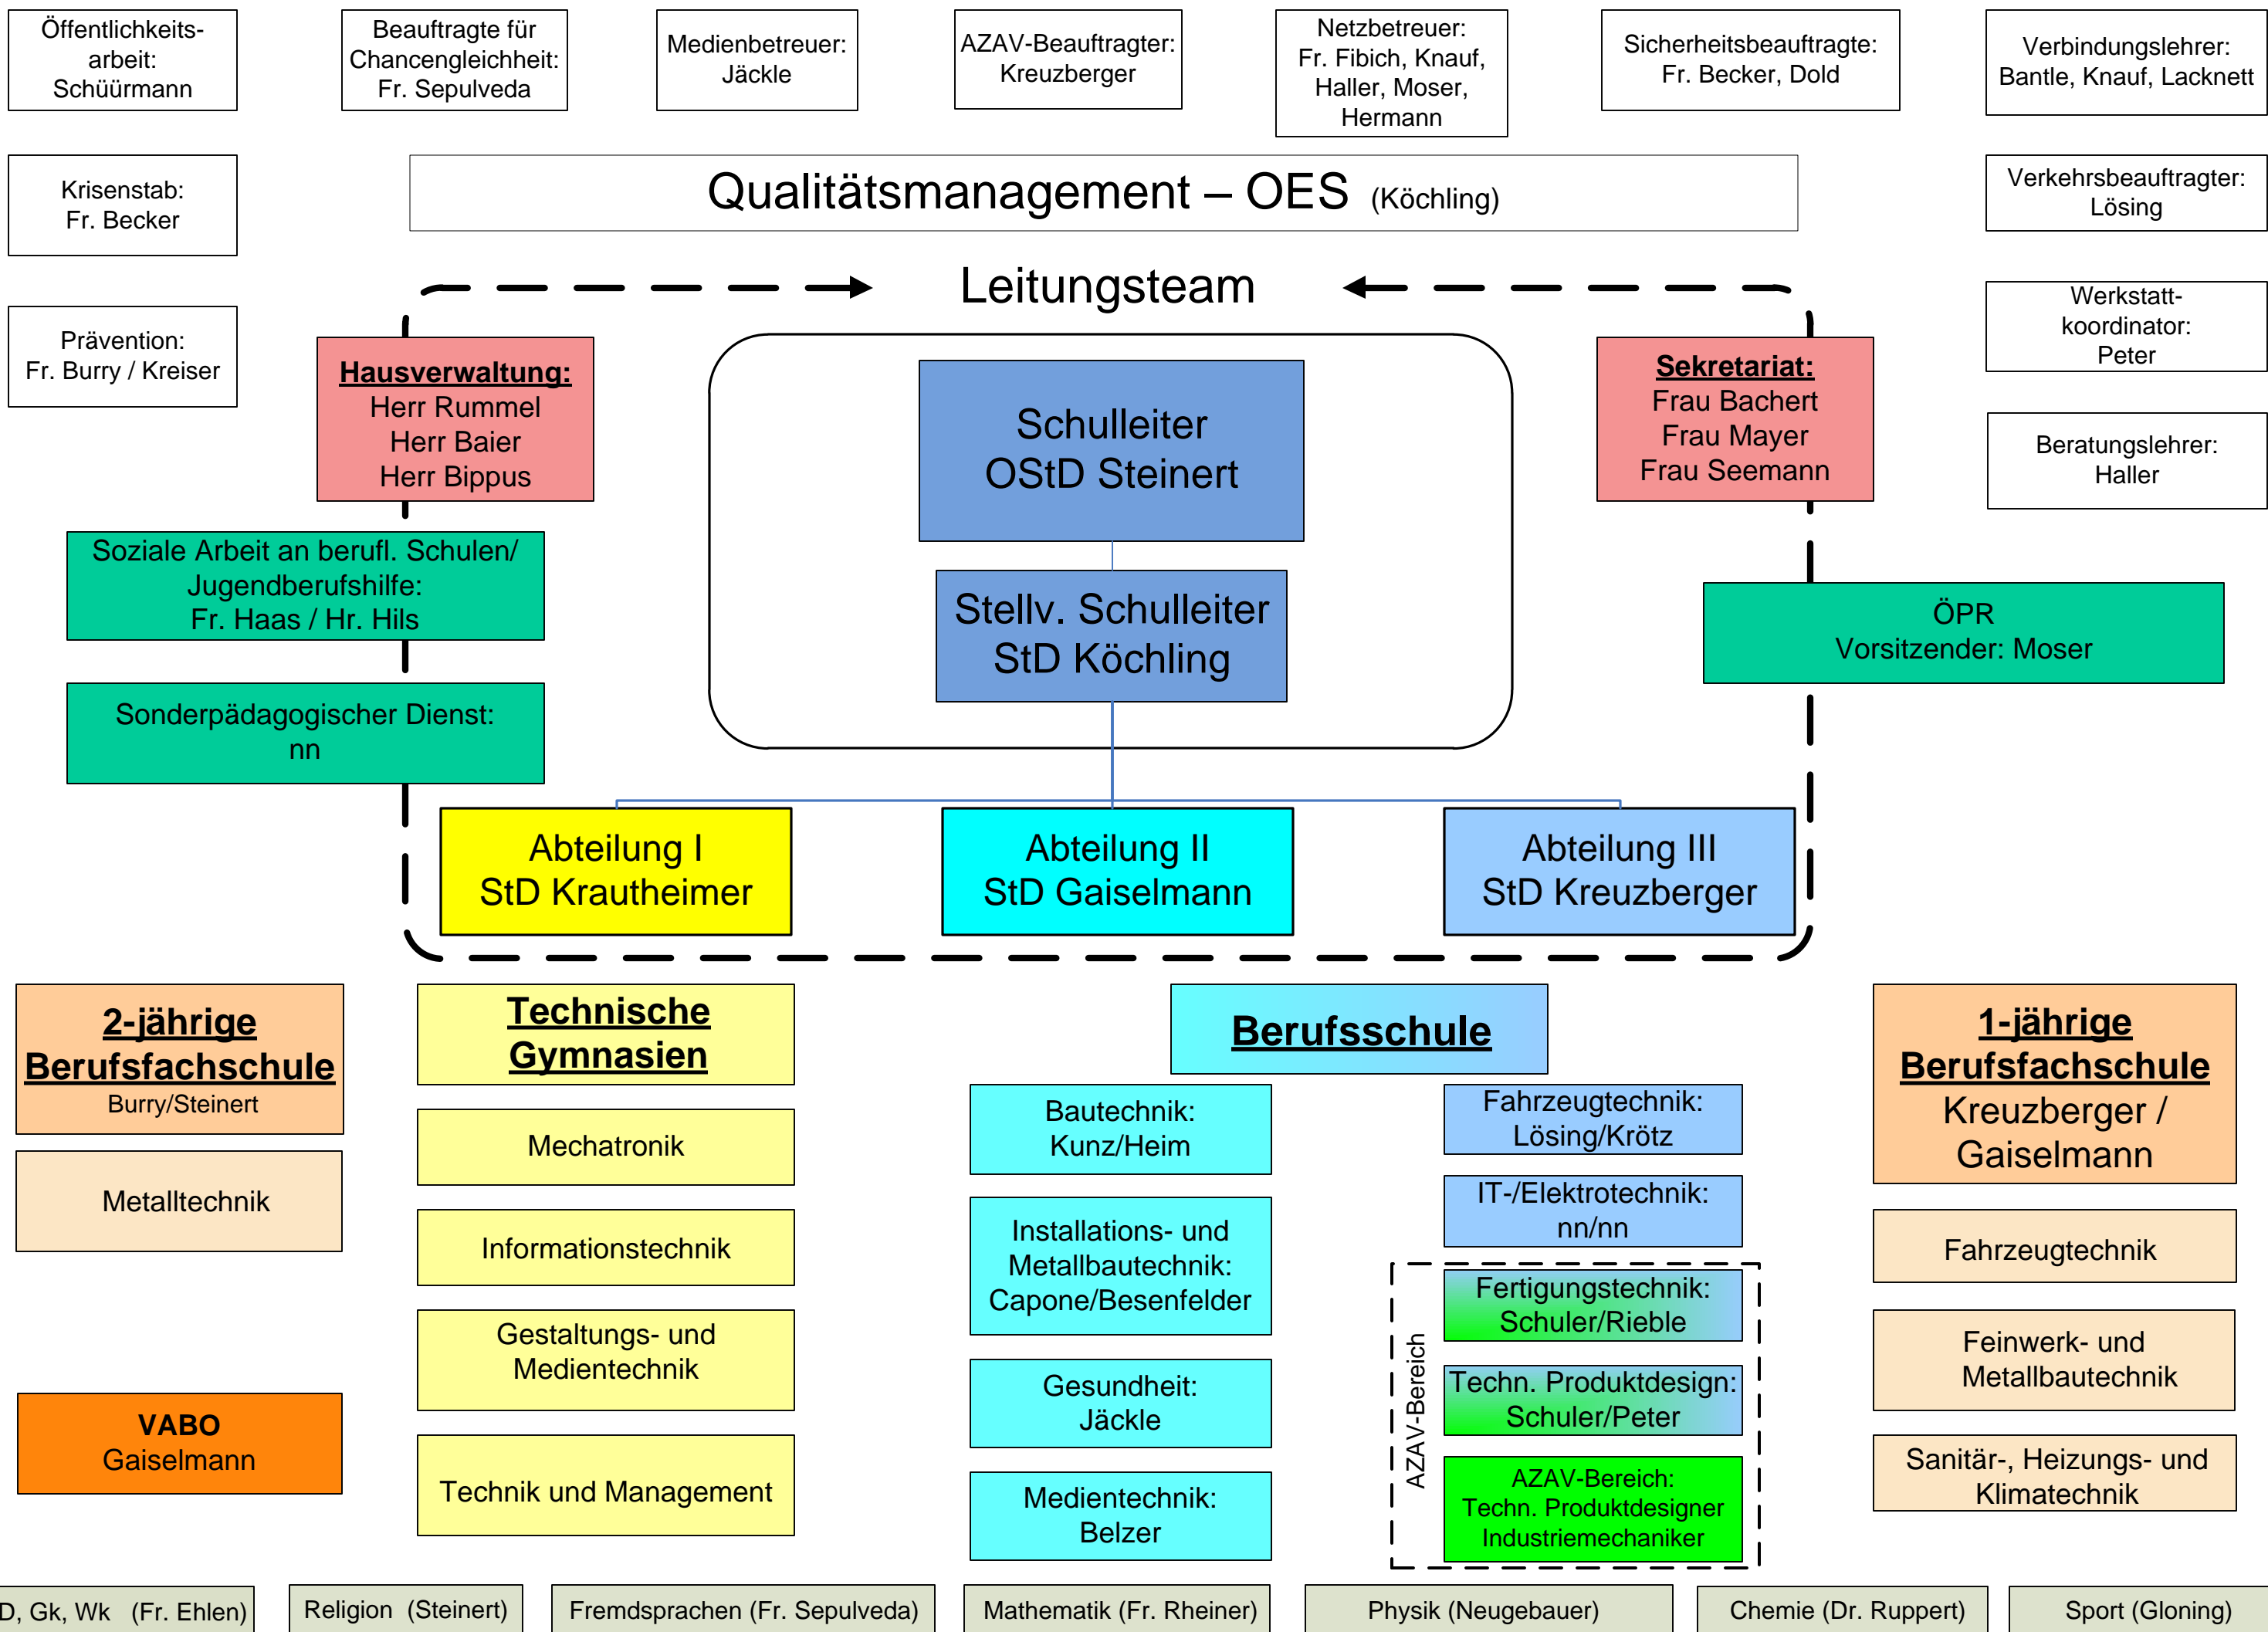 Öffentlichkeits-
arbeit:
Schüürmann
Beauftragte für
Chancengleichheit:
Fr. Sepulveda
Medienbetreuer:
Jäckle
AZAV-Beauftragter:
Kreuzberger
Netzbetreuer:
Fr. Fibich, Knauf,
Haller, Moser,
Hermann
Sicherheitsbeauftragte:
Fr. Becker, Dold
Verbindungslehrer:
Bantle, Knauf, Lacknett
Krisenstab:
Fr. Becker
Qualitätsmanagement – OES (Köchling)
Verkehrsbeauftragter:
Lösing
Prävention:
Fr. Burry / Kreiser
Leitungsteam
Werkstatt-
koordinator:
Peter
Hausverwaltung:
Herr Rummel
Herr Baier
Herr Bippus
Schulleiter
OStD Steinert
Sekretariat:
Frau Bachert
Frau Mayer
Frau Seemann
Beratungslehrer:
Haller
Soziale Arbeit an berufl. Schulen/
Jugendberufshilfe:
Fr. Haas / Hr. Hils
Stellv. Schulleiter
StD Köchling
ÖPR
Vorsitzender: Moser
Sonderpädagogischer Dienst:
nn
Abteilung I
StD Krautheimer
Abteilung II
StD Gaiselmann
Abteilung III
StD Kreuzberger
2-jährige
Berufsfachschule
Burry/Steinert
Metalltechnik
VABO
Gaiselmann
Technische
Gymnasien
Mechatronik
Informationstechnik
Gestaltungs- und
Medientechnik
Technik und Management
Berufsschule
Bautechnik:
Kunz/Heim
Installations- und
Metallbautechnik:
Capone/Besenfelder
Gesundheit:
Jäckle
Medientechnik:
Belzer
Fahrzeugtechnik:
Lösing/Krötz
IT-/Elektrotechnik:
nn/nn
AZAV-Bereich
Fertigungstechnik:
Schuler/Rieble
Techn. Produktdesign:
Schuler/Peter
AZAV-Bereich:
Techn. Produktdesigner
Industriemechaniker
1-jährige
Berufsfachschule
Kreuzberger /
Gaiselmann
Fahrzeugtechnik
Feinwerk- und
Metallbautechnik
Sanitär-, Heizungs- und
Klimatechnik
D, Gk, Wk (Fr. Ehlen)
Religion (Steinert)
Fremdsprachen (Fr. Sepulveda)
Mathematik (Fr. Rheiner)
Physik (Neugebauer)
Chemie (Dr. Ruppert)
Sport (Gloning)